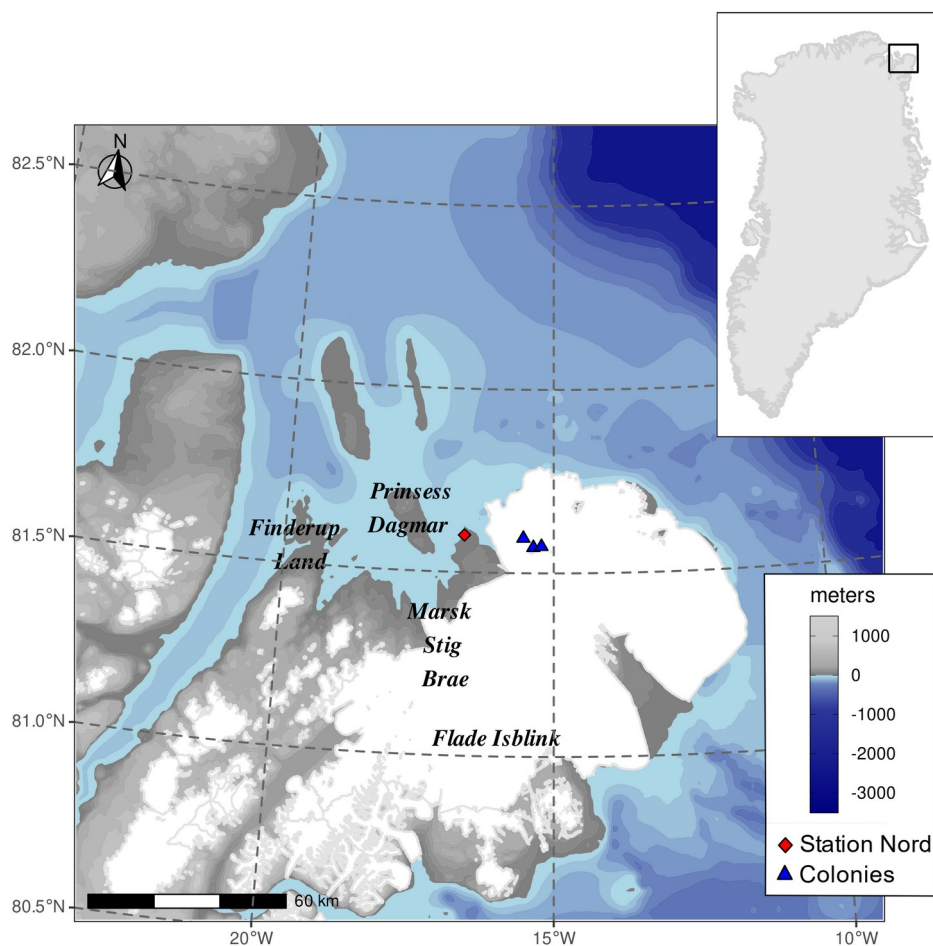 N
82.5°N
82.0°N
81.5°N
81.0°N
80.5°N
Prinsess
Dagmar
Finderup
Land
Marsk
Stig
Brae
Flade Isblink
60 km
20°W
15°W
10°W
meters
1000
0
-1000
-2000
-3000
Station Nord
Colonies